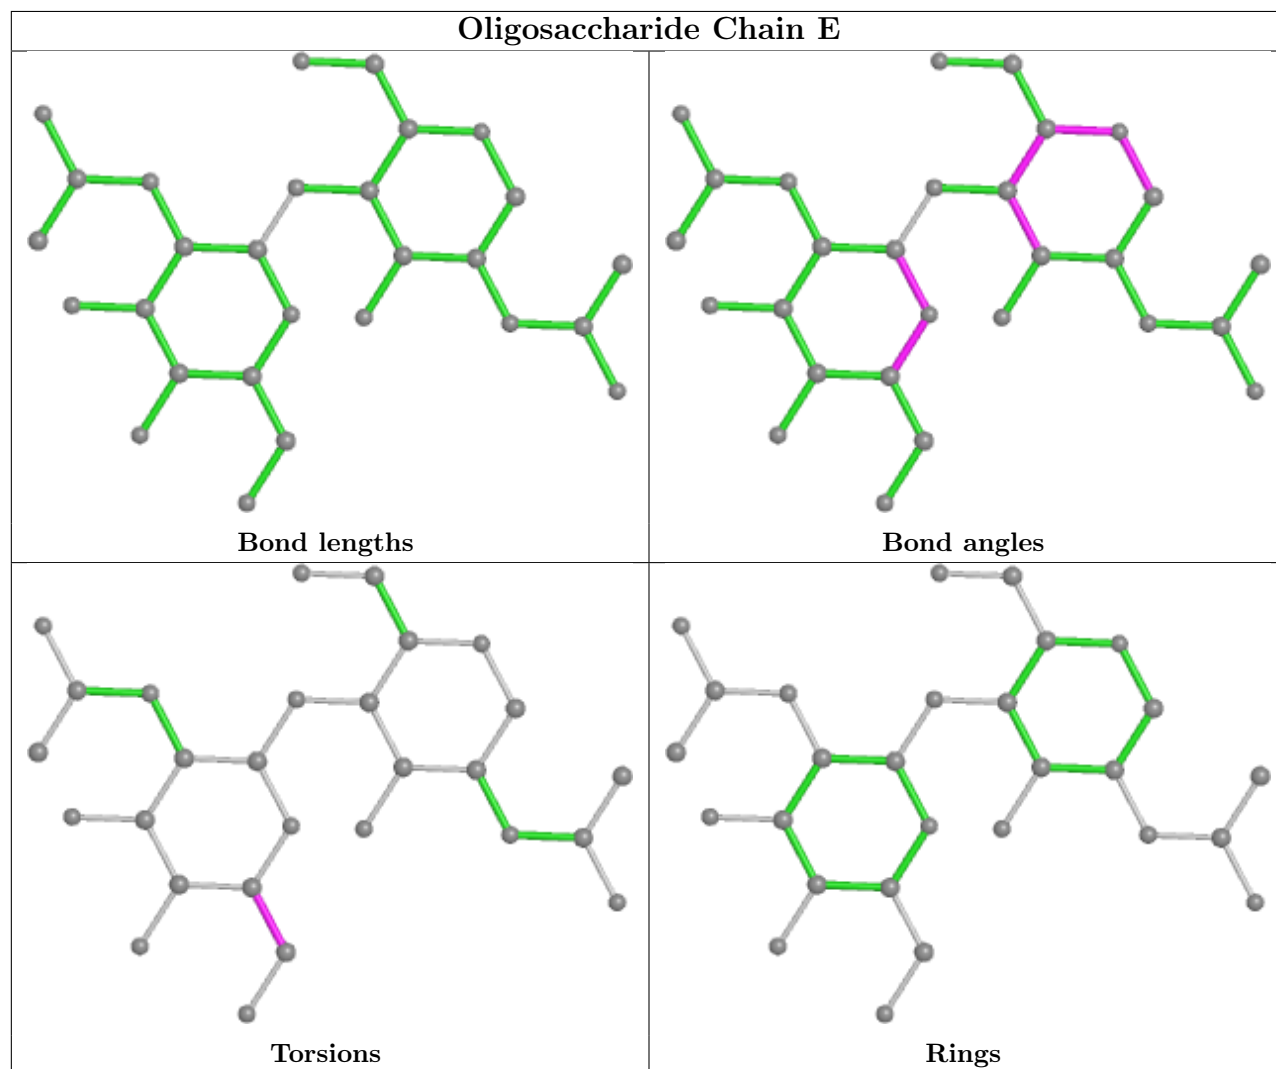 Oligosaccharide Chain E
Bond lengths
Bond angles
Torsions
Rings